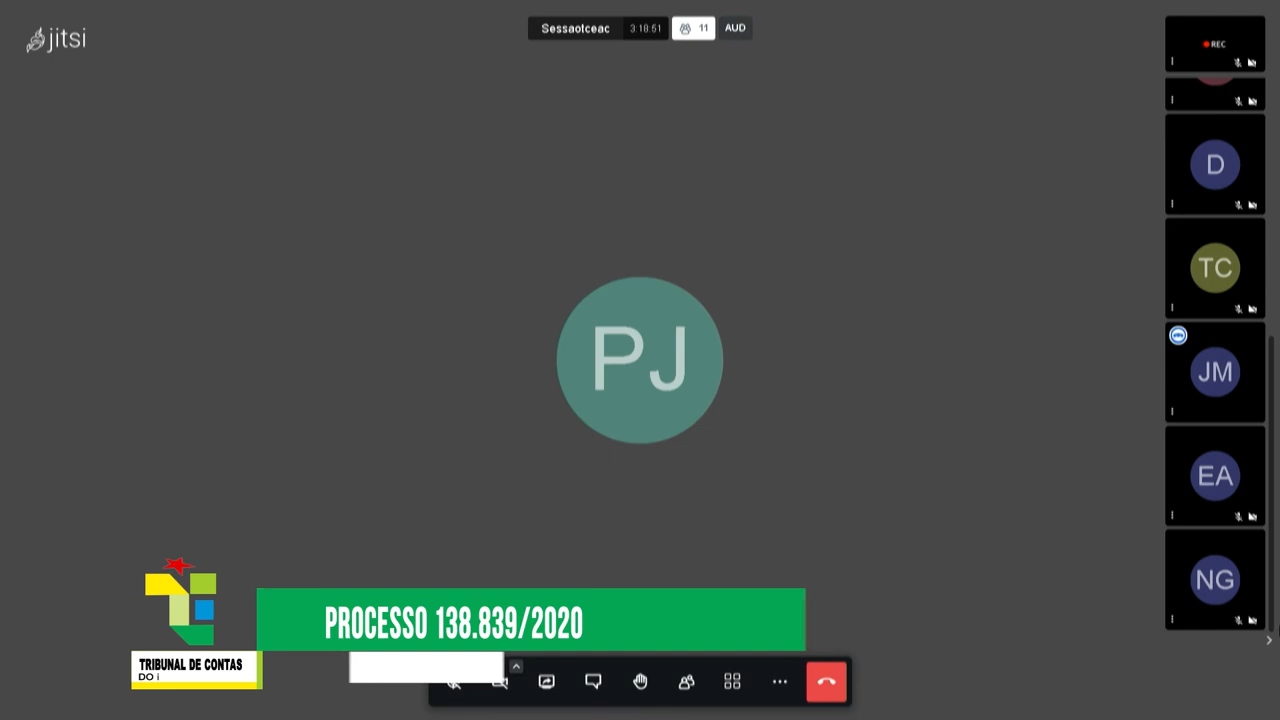 jitsi
Sessaotceac 3:18:51 11 AUD
REC
D
TC
JM
EA
NG
PJ
PROCESSO 138.839/2020
TRIBUNAL DE CONTAS
DO